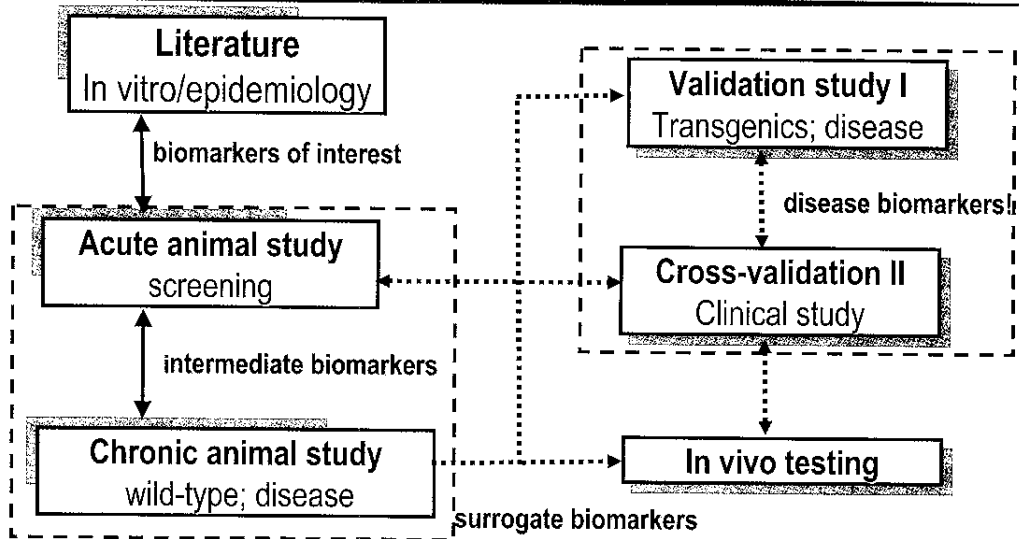 Literature
In vitro/epidemiology
biomarkers of interest
Acute animal study
screening
intermediate biomarkers
Chronic animal study
wild-type; disease
surrogate biomarkers
Validation study I
Transgenics; disease
disease biomarkers!
Cross-validation II
Clinical study
In vivo testing